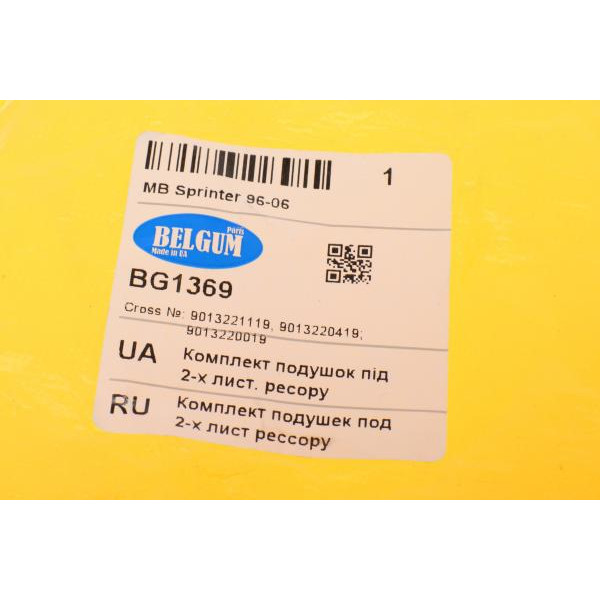 1
MB Sprinter 96-06
Parts
BELGUM
Made in UA
BG1369
Cross №: 9013221119, 9013220419;
9013220019
UA Комплект подушок під
2-х лист. ресору
RU Комплект подушек под
2-х лист рессору